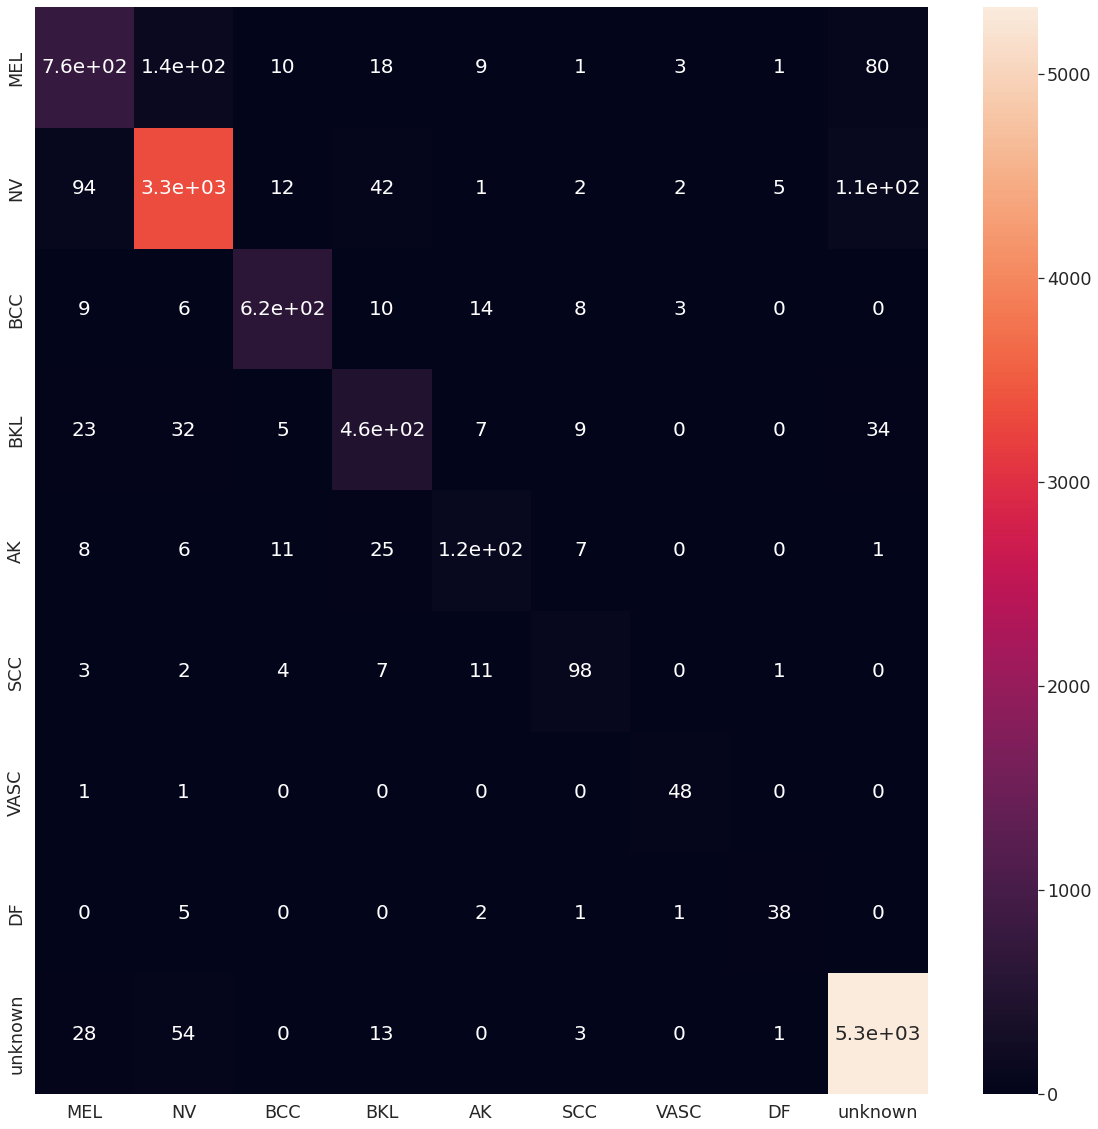 MEL 7.6e+02 1.4e+02 10 18 9 1 3 1 80
NV 94 3.3e+03 12 42 1 2 2 5 1.1e+02
BCC 9 6 6.2e+02 10 14 8 3 0 0
BKL 23 32 5 4.6e+02 7 9 0 0 34
AK 8 6 11 25 1.2e+02 7 0 0 1
SCC 3 2 4 7 11 98 0 1 0
VASC 1 1 0 0 0 0 48 0 0
DF 0 5 0 0 2 1 1 38 0
unknown 28 54 0 13 0 3 0 1 5.3e+03
MEL NV BCC BKL AK SCC VASC DF unknown
5000
4000
3000
2000
1000
0